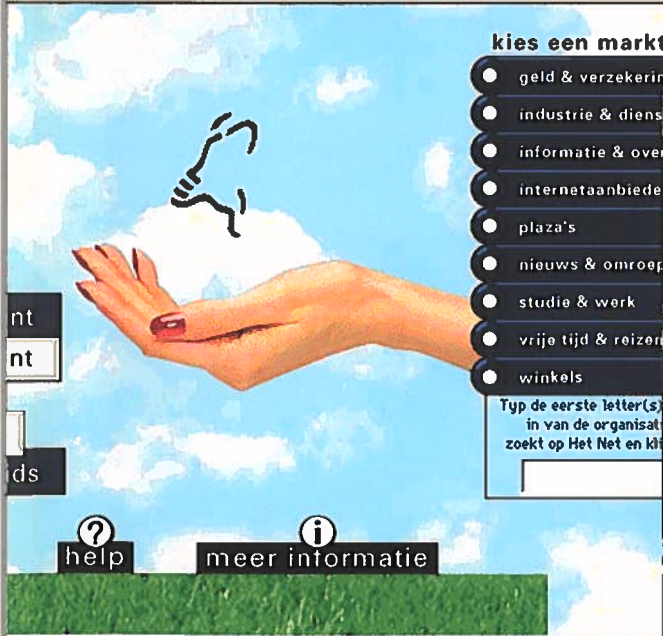 kies een markt
geld & verzekerin
industrie & diens
informatie & over
internetaanbiede
plaza's
nieuws & omroep
studie & werk
vrije tijd & reizen
winkels
Typ de eerste letter(s)
in van de organisat
zoekt op Het Net en kli
nt
nt
ids
?
help
i
meer informatie